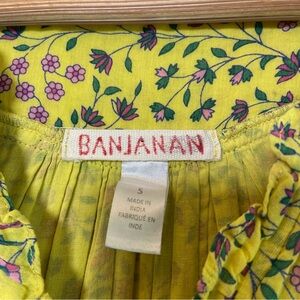 BANJANAN
S
MADE IN
INDIA
FABRIQUÉ EN
INDE